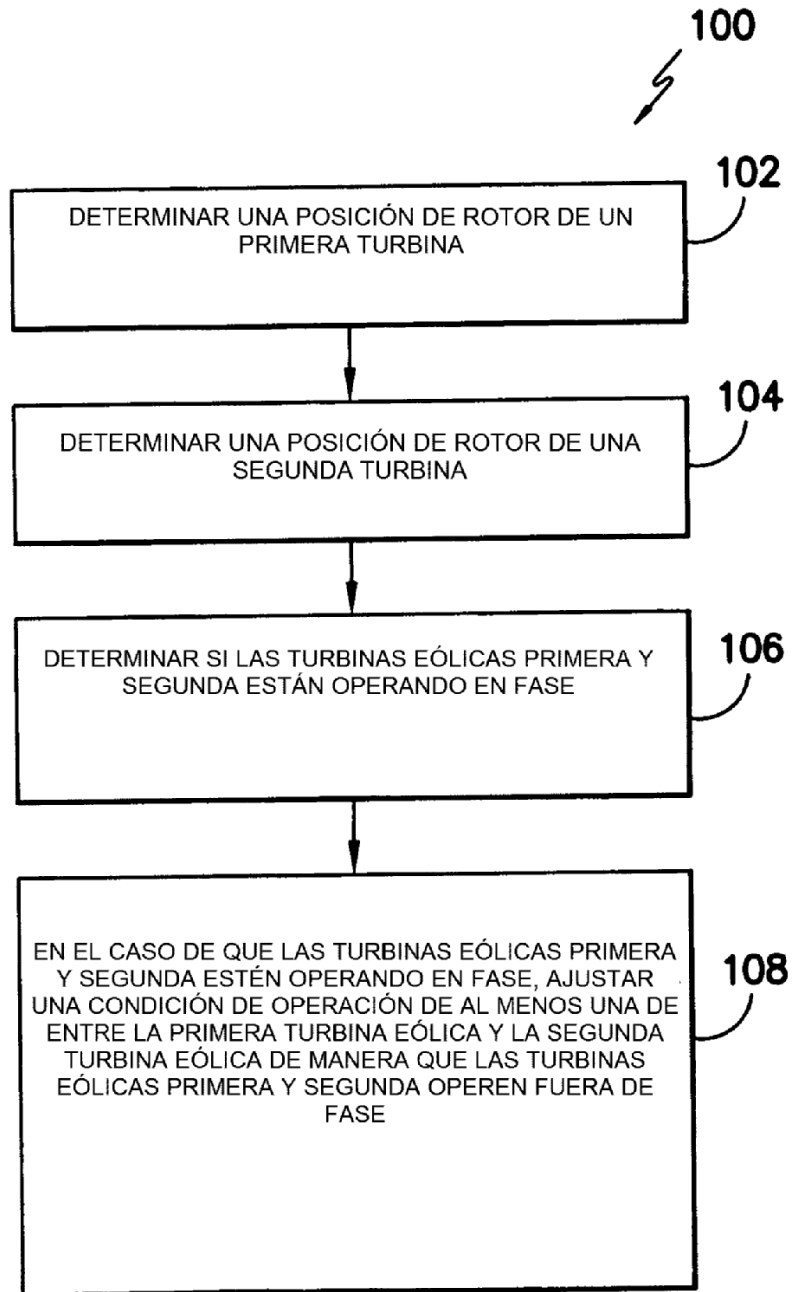 100
102
DETERMINAR UNA POSICIÓN DE ROTOR DE UN
PRIMERA TURBINA
104
DETERMINAR UNA POSICIÓN DE ROTOR DE UNA
SEGUNDA TURBINA
106
DETERMINAR SI LAS TURBINAS EÓLICAS PRIMERA Y
SEGUNDA ESTÁN OPERANDO EN FASE
108
EN EL CASO DE QUE LAS TURBINAS EÓLICAS PRIMERA
Y SEGUNDA ESTÉN OPERANDO EN FASE, AJUSTAR
UNA CONDICIÓN DE OPERACIÓN DE AL MENOS UNA DE
ENTRE LA PRIMERA TURBINA EÓLICA Y LA SEGUNDA
TURBINA EÓLICA DE MANERA QUE LAS TURBINAS
EÓLICAS PRIMERA Y SEGUNDA OPEREN FUERA DE
FASE